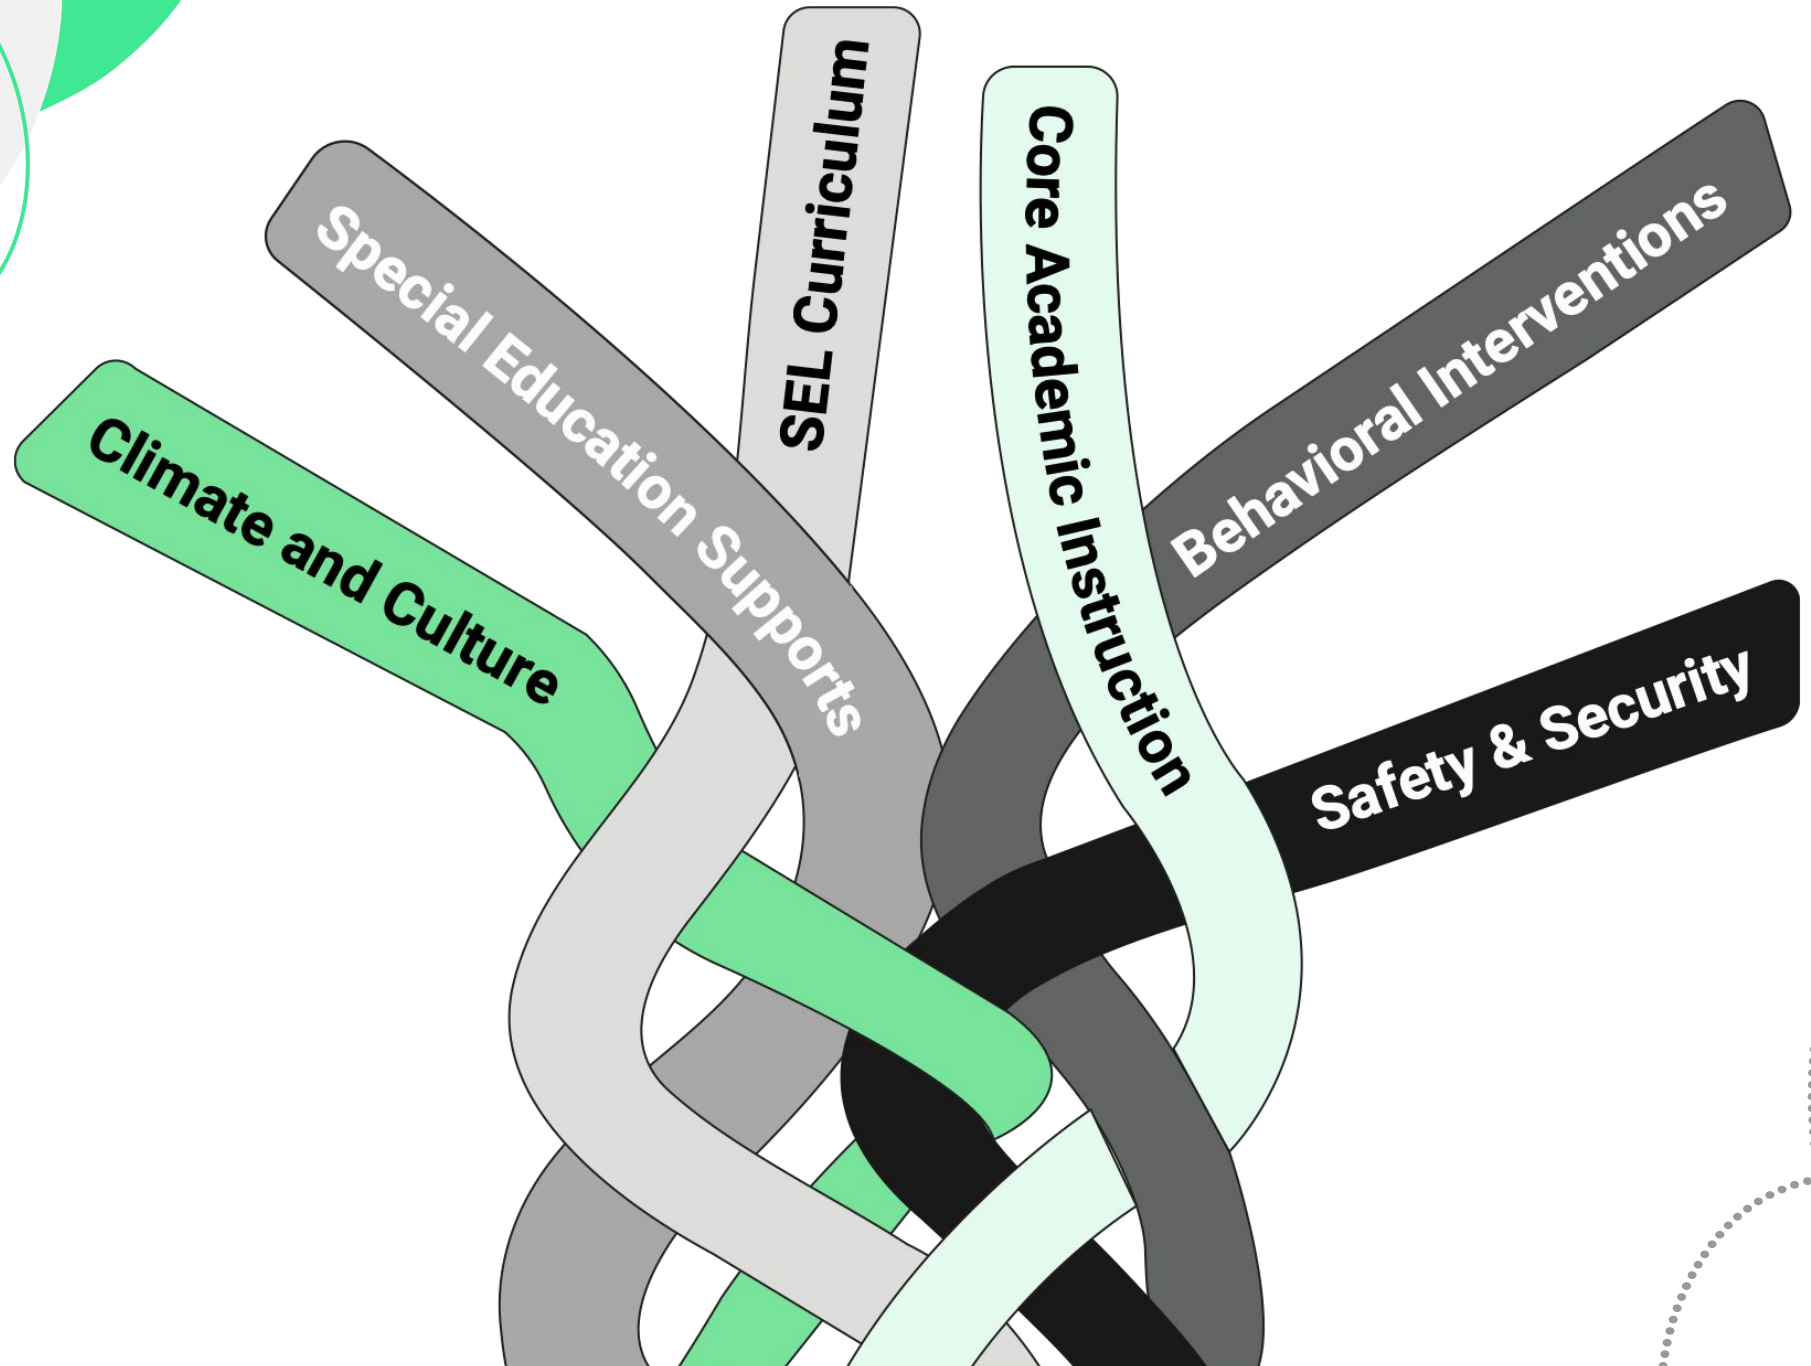 Climate and Culture
Special Education Supports
SEL Curriculum
Core Academic Instruction
Behavioral Interventions
Safety & Security